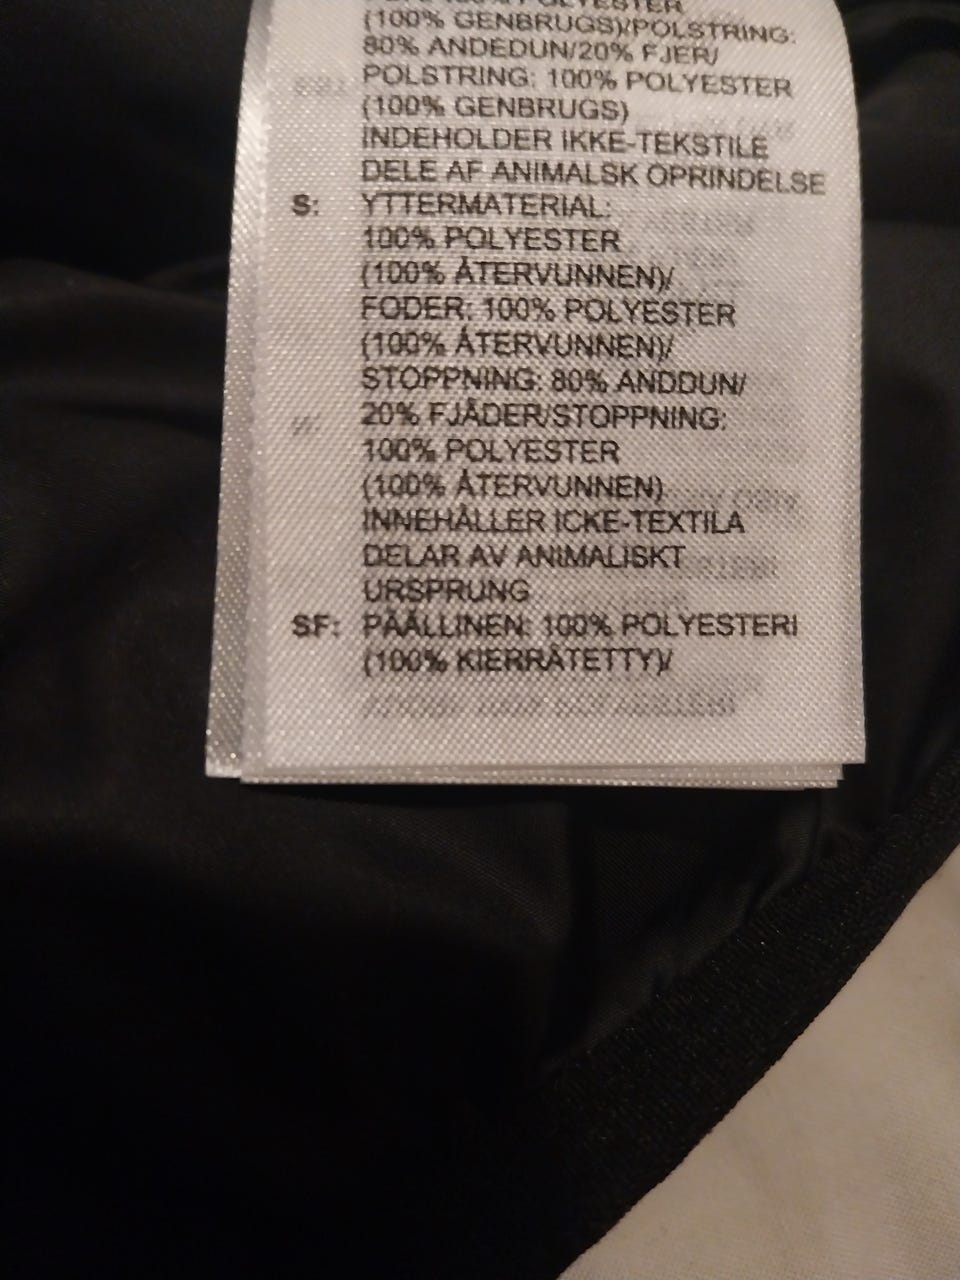 100% POLYESTER
(100% GENBRUGS)/POLSTRING:
80% ANDEDUN/20% FJER/
POLSTRING: 100% POLYESTER
(100% GENBRUGS)
INDEHOLDER IKKE-TEKSTILE
DELE AF ANIMALSK OPRINDELSE
S: YTTERMATERIAL:
100% POLYESTER
(100% ÅTERVUNNEN)/
FODER: 100% POLYESTER
(100% ÅTERVUNNEN)/
STOPPNING: 80% ANDDUN/
20% FJÄDER/STOPPNING:
100% POLYESTER
(100% ÅTERVUNNEN)
INNEHÅLLER ICKE-TEXTILA
DELAR AV ANIMALISKT
URSPRUNG
SF: PÄÄLLINEN: 100% POLYESTERI
(100% KIERRÄTETTY)/